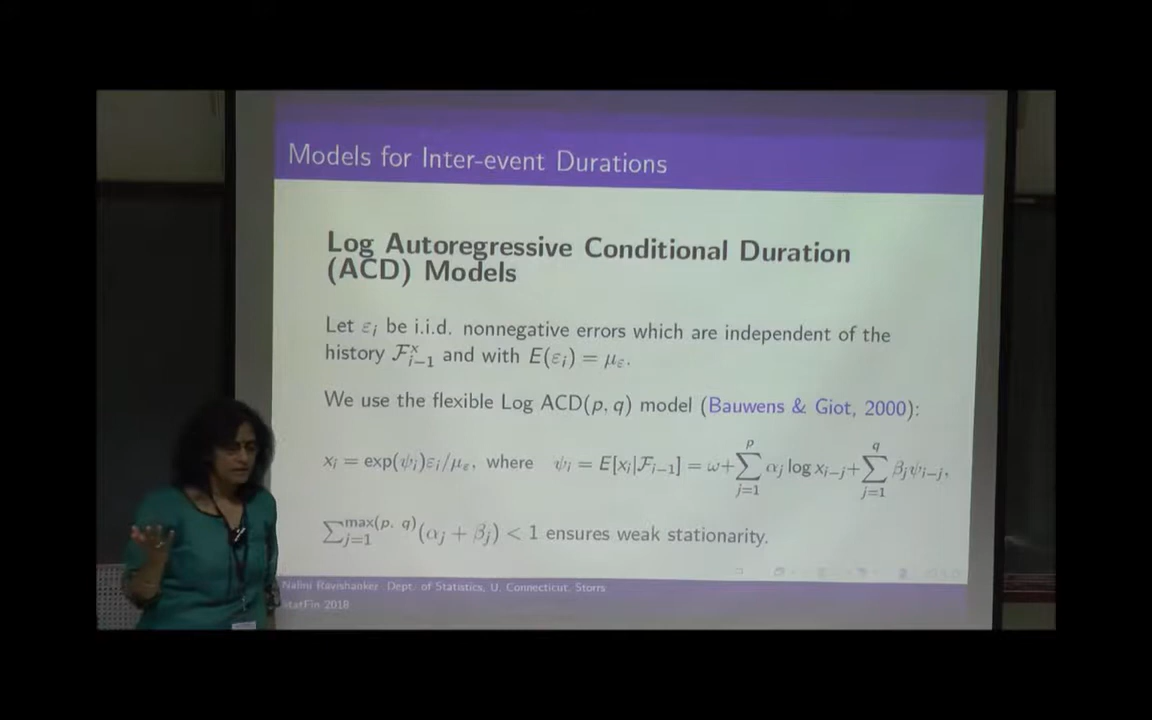 Models for Inter-event Durations
Log Autoregressive Conditional Duration
(ACD) Models
Let εᵢ be i.i.d. nonnegative errors which are independent of the
history ℱˣᵢ₋₁ and with E(εᵢ) = μ_ε.
We use the flexible Log ACD(p, q) model (Bauwens & Giot, 2000):
xᵢ = exp(ψᵢ)εᵢ/μ_ε, where ψᵢ = E[xᵢ|ℱᵢ₋₁] = ω+∑_{j=1}^{p} αⱼ log xᵢ₋ⱼ+∑_{j=1}^{q} βⱼψᵢ₋ⱼ,
∑_{j=1}^{max(p, q)}(αⱼ + βⱼ) < 1 ensures weak stationarity.
Nalini Ravishanker Dept. of Statistics, U. Connecticut, Storrs
StatFin 2018